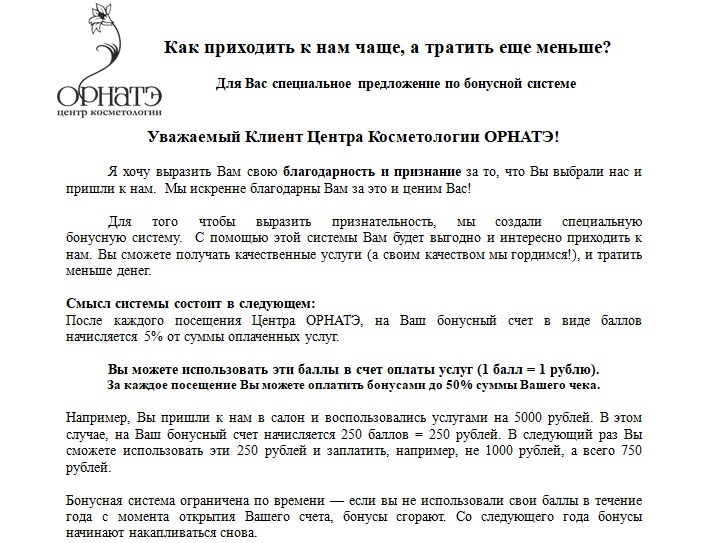 ОРНАТЭ
центр косметологии
Как приходить к нам чаще, а тратить еще меньше?
Для Вас специальное предложение по бонусной системе
Уважаемый Клиент Центра Косметологии ОРНАТЭ!
Я хочу выразить Вам свою благодарность и признание за то, что Вы выбрали нас и
пришли к нам. Мы искренне благодарны Вам за это и ценим Вас!
Для того чтобы выразить признательность, мы создали специальную
бонусную систему. С помощью этой системы Вам будет выгодно и интересно приходить к
нам. Вы сможете получать качественные услуги (а своим качеством мы гордимся!), и тратить
меньше денег.
Смысл системы состоит в следующем:
После каждого посещения Центра ОРНАТЭ, на Ваш бонусный счет в виде баллов
начисляется 5% от суммы оплаченных услуг.
Вы можете использовать эти баллы в счет оплаты услуг (1 балл = 1 рублю).
За каждое посещение Вы можете оплатить бонусами до 50% суммы Вашего чека.
Например, Вы пришли к нам в салон и воспользовались услугами на 5000 рублей. В этом
случае, на Ваш бонусный счет начисляется 250 баллов = 250 рублей. В следующий раз Вы
сможете использовать эти 250 рублей и заплатить, например, не 1000 рублей, а всего 750
рублей.
Бонусная система ограничена по времени — если вы не использовали свои баллы в течение
года с момента открытия Вашего счета, бонусы сгорают. Со следующего года бонусы
начинают накапливаться снова.